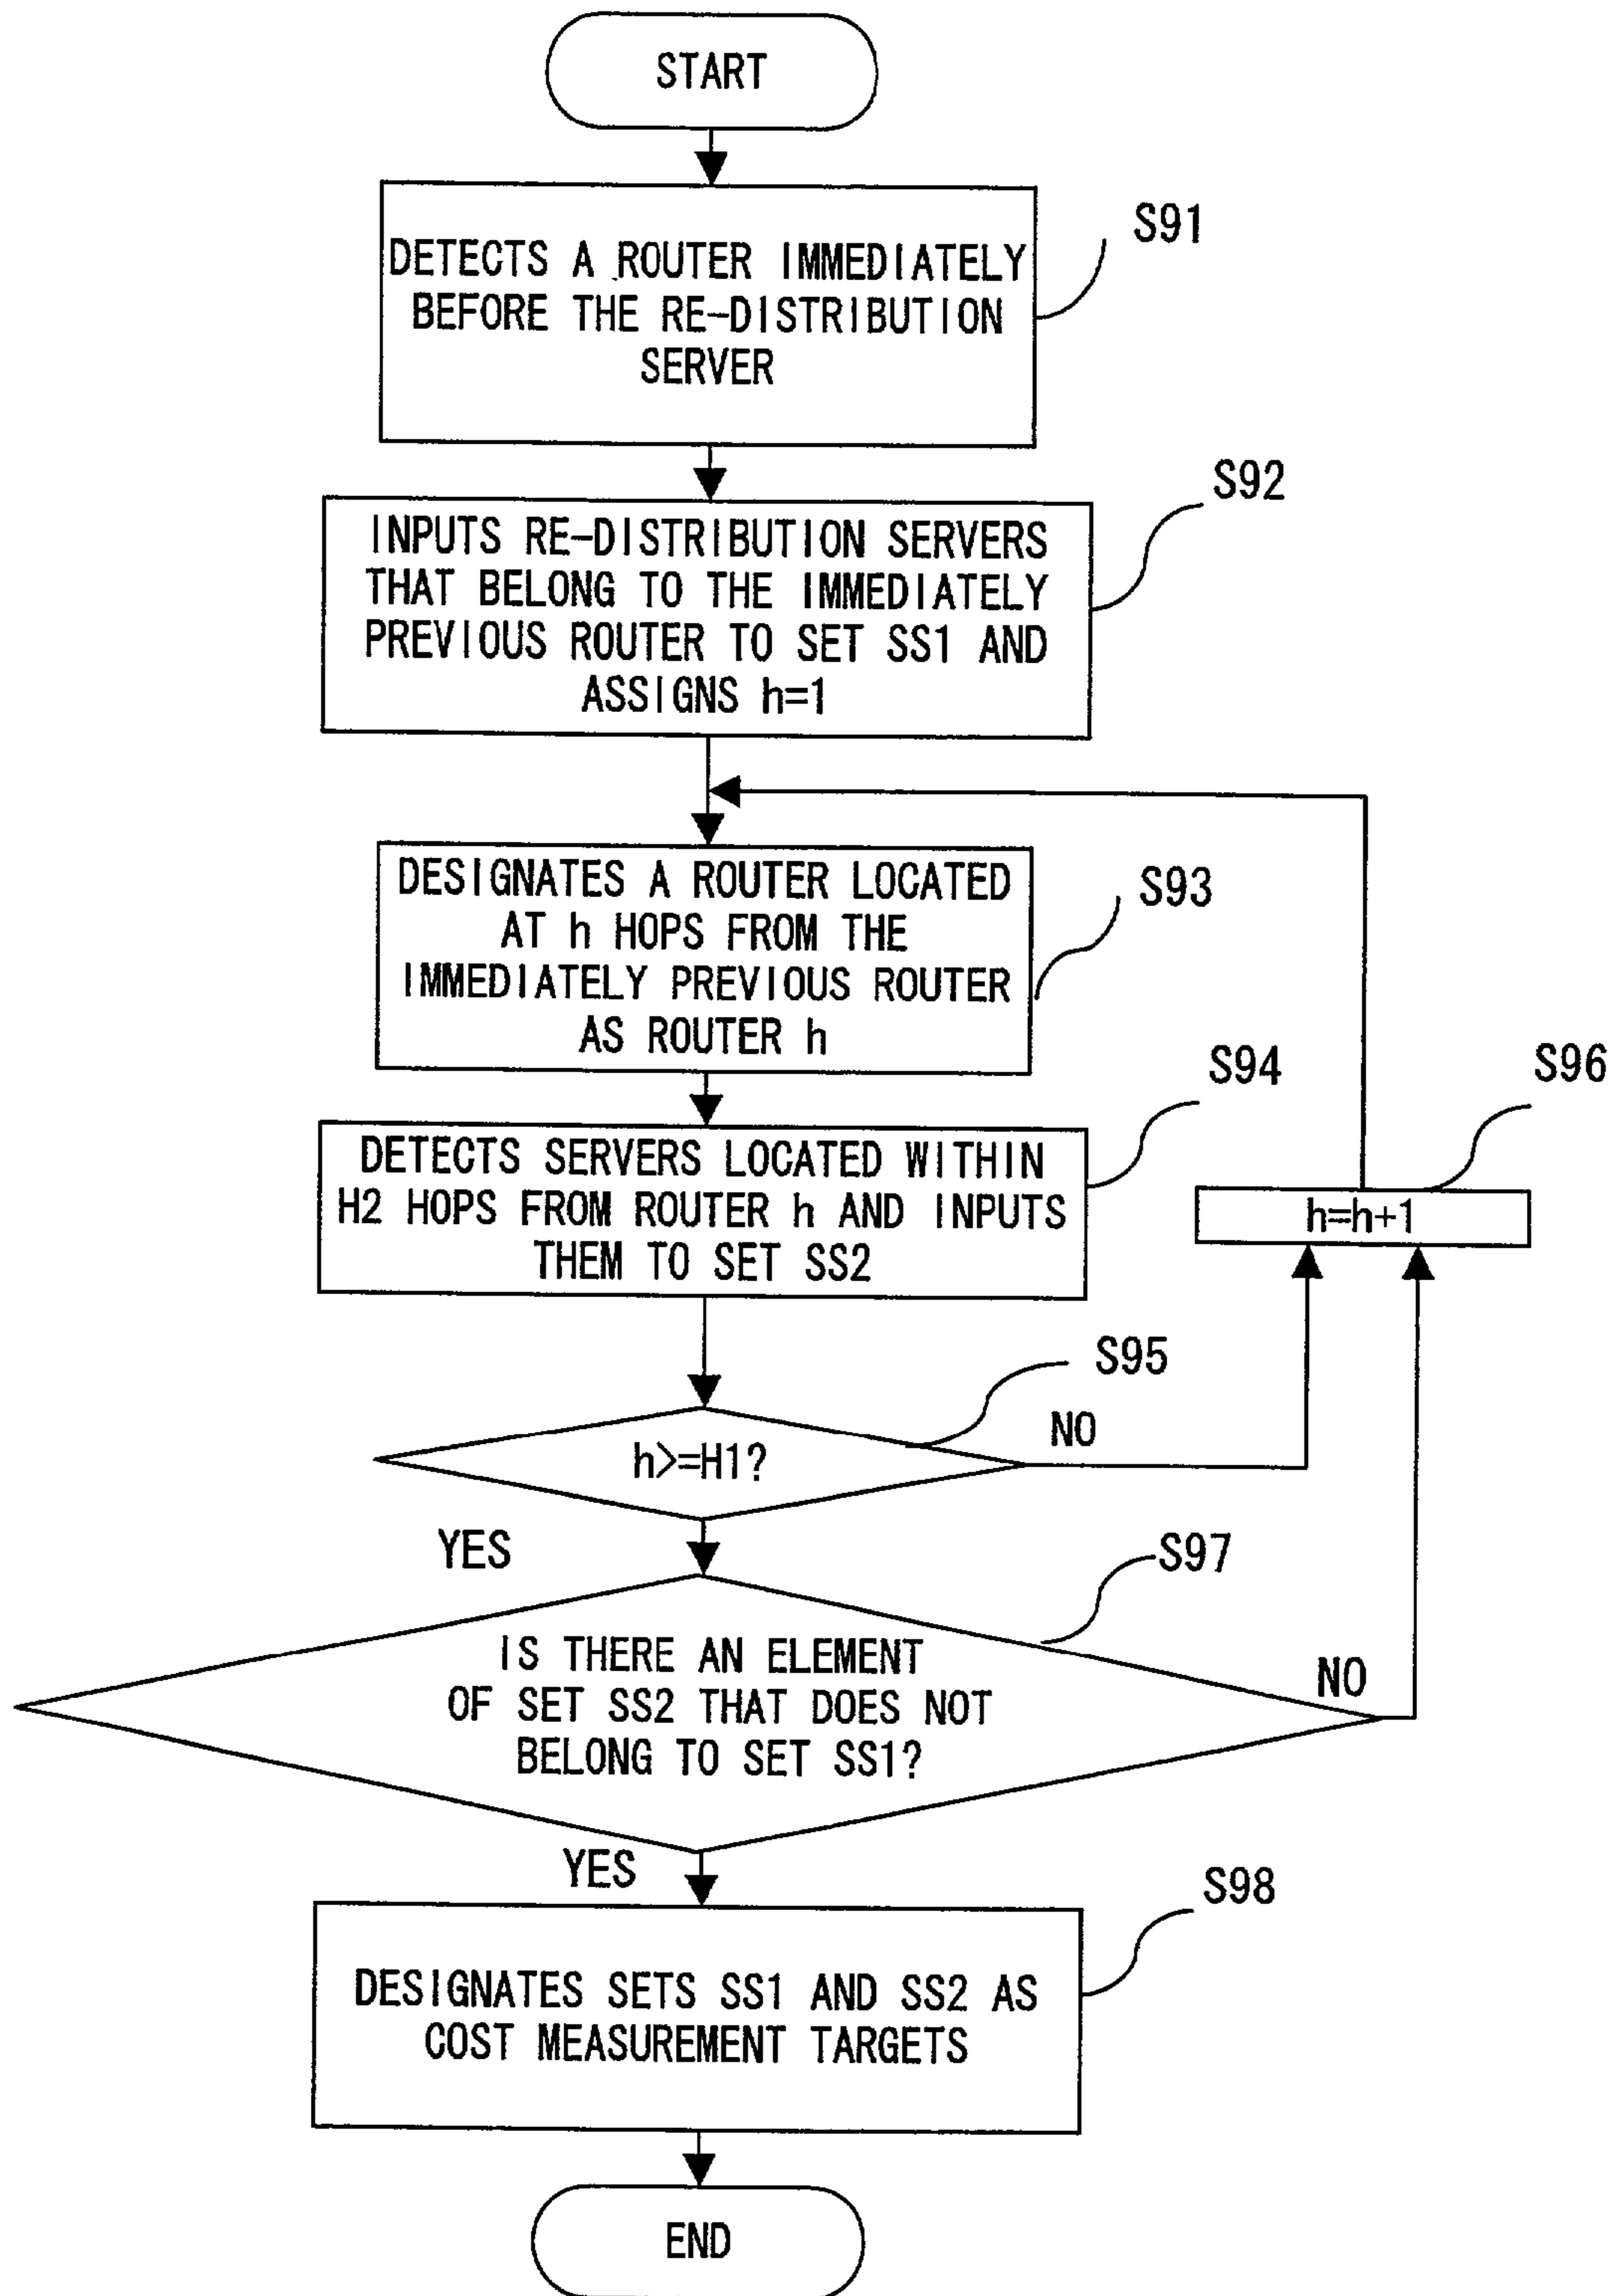 START
DETECTS A ROUTER IMMEDIATELY
BEFORE THE RE-DISTRIBUTION
SERVER
S91
INPUTS RE-DISTRIBUTION SERVERS
THAT BELONG TO THE IMMEDIATELY
PREVIOUS ROUTER TO SET SS1 AND
ASSIGNS h=1
S92
DESIGNATES A ROUTER LOCATED
AT h HOPS FROM THE
IMMEDIATELY PREVIOUS ROUTER
AS ROUTER h
S93
DETECTS SERVERS LOCATED WITHIN
H2 HOPS FROM ROUTER h AND INPUTS
THEM TO SET SS2
S94
S96
h=h+1
S95
h>=H1?
NO
YES
S97
IS THERE AN ELEMENT
OF SET SS2 THAT DOES NOT
BELONG TO SET SS1?
NO
YES
S98
DESIGNATES SETS SS1 AND SS2 AS
COST MEASUREMENT TARGETS
END